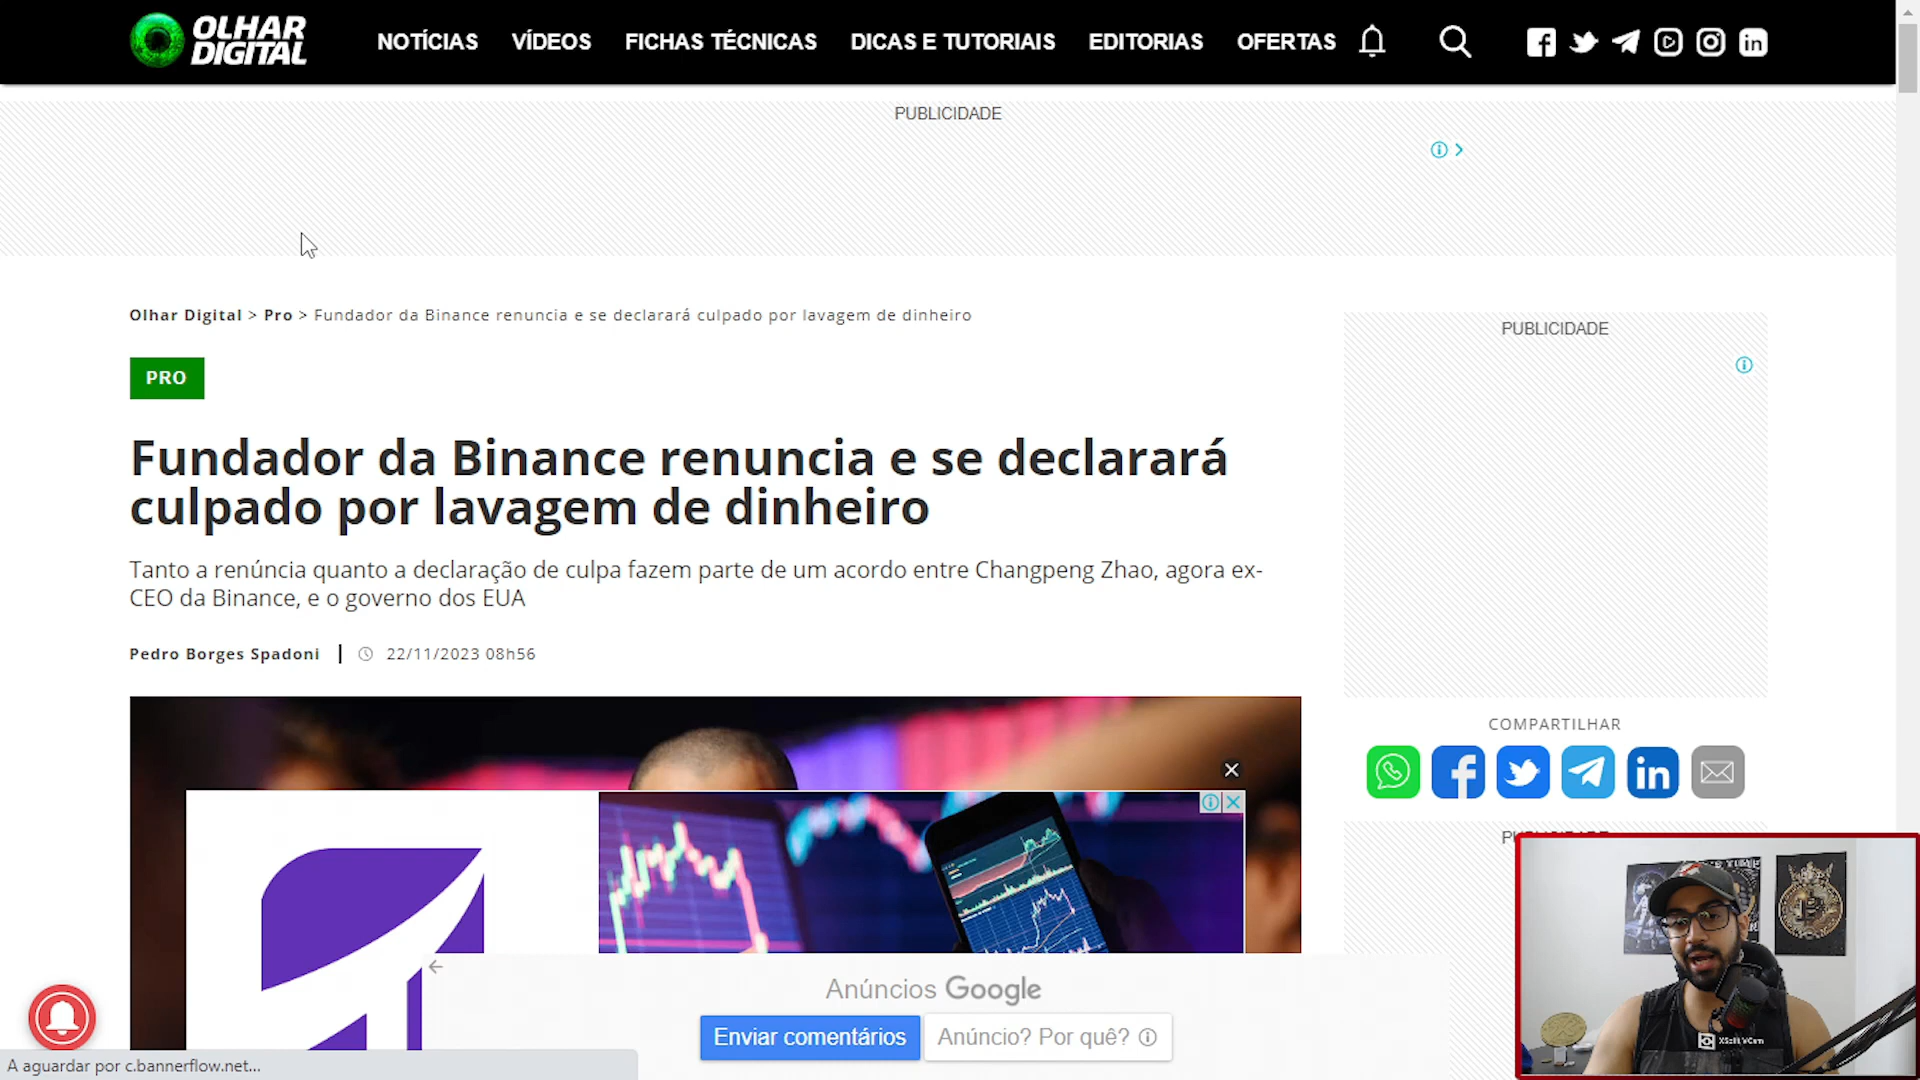 OLHAR
DIGITAL
NOTÍCIAS VÍDEOS FICHAS TÉCNICAS DICAS E TUTORIAIS EDITORIAS OFERTAS
PUBLICIDADE
Olhar Digital > Pro > Fundador da Binance renuncia e se declarará culpado por lavagem de dinheiro
PUBLICIDADE
PRO
Fundador da Binance renuncia e se declarará
culpado por lavagem de dinheiro
Tanto a renúncia quanto a declaração de culpa fazem parte de um acordo entre Changpeng Zhao, agora ex-
CEO da Binance, e o governo dos EUA
Pedro Borges Spadoni | 22/11/2023 08h56
COMPARTILHAR
Anúncios Google
Enviar comentários
Anúncio? Por quê?
XSplit VCam
A aguardar por c.bannerflow.net...